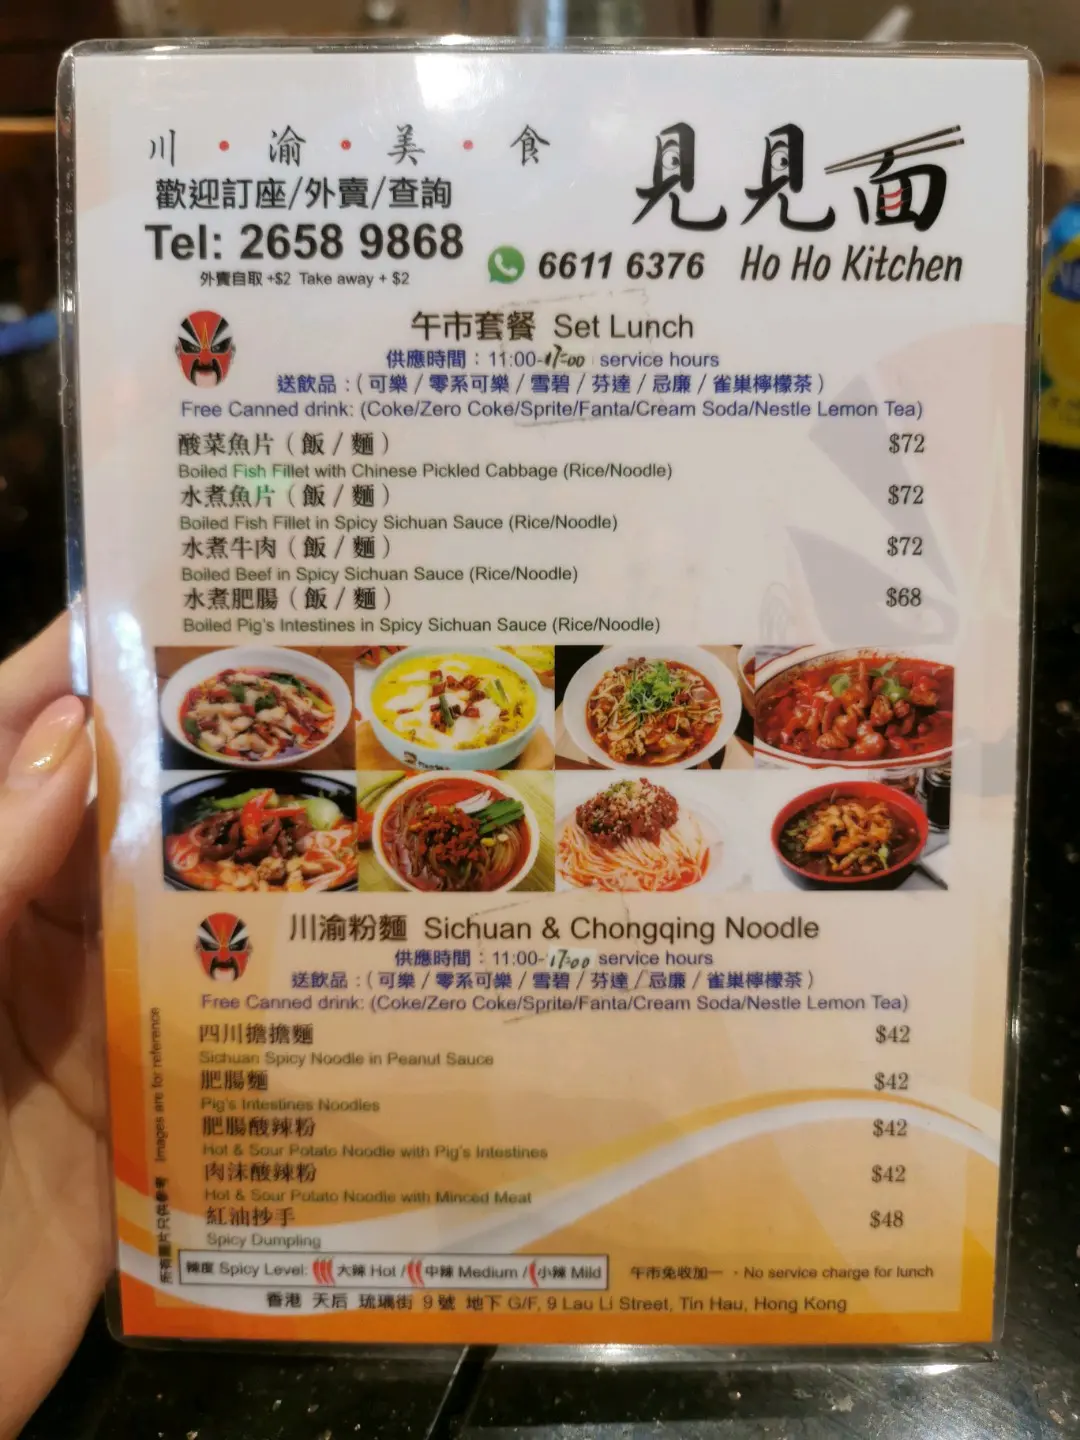 川・渝・美・食
歡迎訂座/外賣/查詢
Tel: 2658 9868
外賣自取 +$2 Take away + $2
見見面
6611 6376
Ho Ho Kitchen
午市套餐 Set Lunch
供應時間：11:00-17:00 service hours
送飲品：( 可樂 / 零系可樂 / 雪碧 / 芬達 / 忌廉 / 雀巢檸檬茶 )
Free Canned drink: (Coke/Zero Coke/Sprite/Fanta/Cream Soda/Nestle Lemon Tea)
酸菜魚片 ( 飯 / 麵 ) $72
Boiled Fish Fillet with Chinese Pickled Cabbage (Rice/Noodle)
水煮魚片 ( 飯 / 麵 ) $72
Boiled Fish Fillet in Spicy Sichuan Sauce (Rice/Noodle)
水煮牛肉 ( 飯 / 麵 ) $72
Boiled Beef in Spicy Sichuan Sauce (Rice/Noodle)
水煮肥腸 ( 飯 / 麵 ) $68
Boiled Pig's Intestines in Spicy Sichuan Sauce (Rice/Noodle)
川渝粉麵 Sichuan & Chongqing Noodle
供應時間：11:00-17:00 service hours
送飲品：( 可樂 / 零系可樂 / 雪碧 / 芬達 / 忌廉 / 雀巢檸檬茶 )
Free Canned drink: (Coke/Zero Coke/Sprite/Fanta/Cream Soda/Nestle Lemon Tea)
四川擔擔麵 $42
Sichuan Spicy Noodle in Peanut Sauce
肥腸麵 $42
Pig's Intestines Noodles
肥腸酸辣粉 $42
Hot & Sour Potato Noodle with Pig's Intestines
肉沫酸辣粉 $42
Hot & Sour Potato Noodle with Minced Meat
紅油抄手 $48
Spicy Dumpling
所有圖片只供參考 Images are for reference
辣度 Spicy Level: 大辣 Hot / 中辣 Medium / 小辣 Mild
午市免收加一 - No service charge for lunch
香港 天后 琉璃街 9 號 地下 G/F, 9 Lau Li Street, Tin Hau, Hong Kong